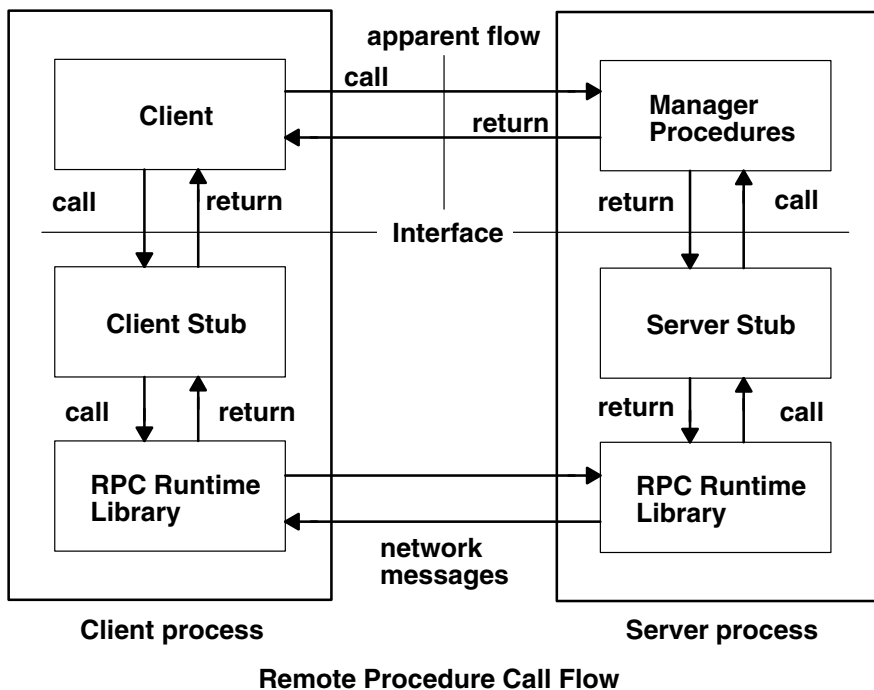 apparent flow
call
Client
Manager
Procedures
return
call
return
return
call
Interface
Client Stub
Server Stub
call
return
return
call
RPC Runtime
Library
RPC Runtime
Library
network
messages
Client process
Server process
Remote Procedure Call Flow